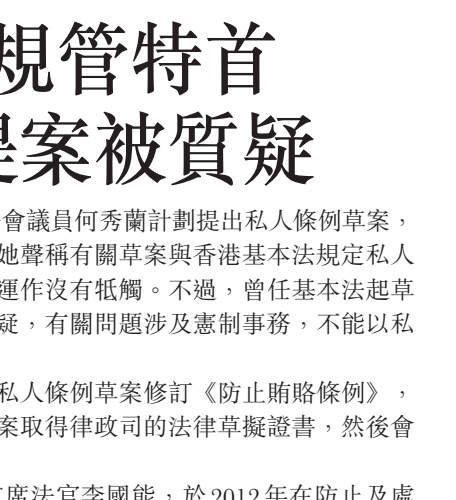 規管特首
提案被質疑
會議員何秀蘭計劃提出私人條例草案，
她聲稱有關草案與香港基本法規定私人
運作沒有牴觸。不過，曾任基本法起草
疑，有關問題涉及憲制事務，不能以私
私人條例草案修訂《防止賄賂條例》，
案取得律政司的法律草擬證書，然後會
席法官李國能，於2012年在防止及處